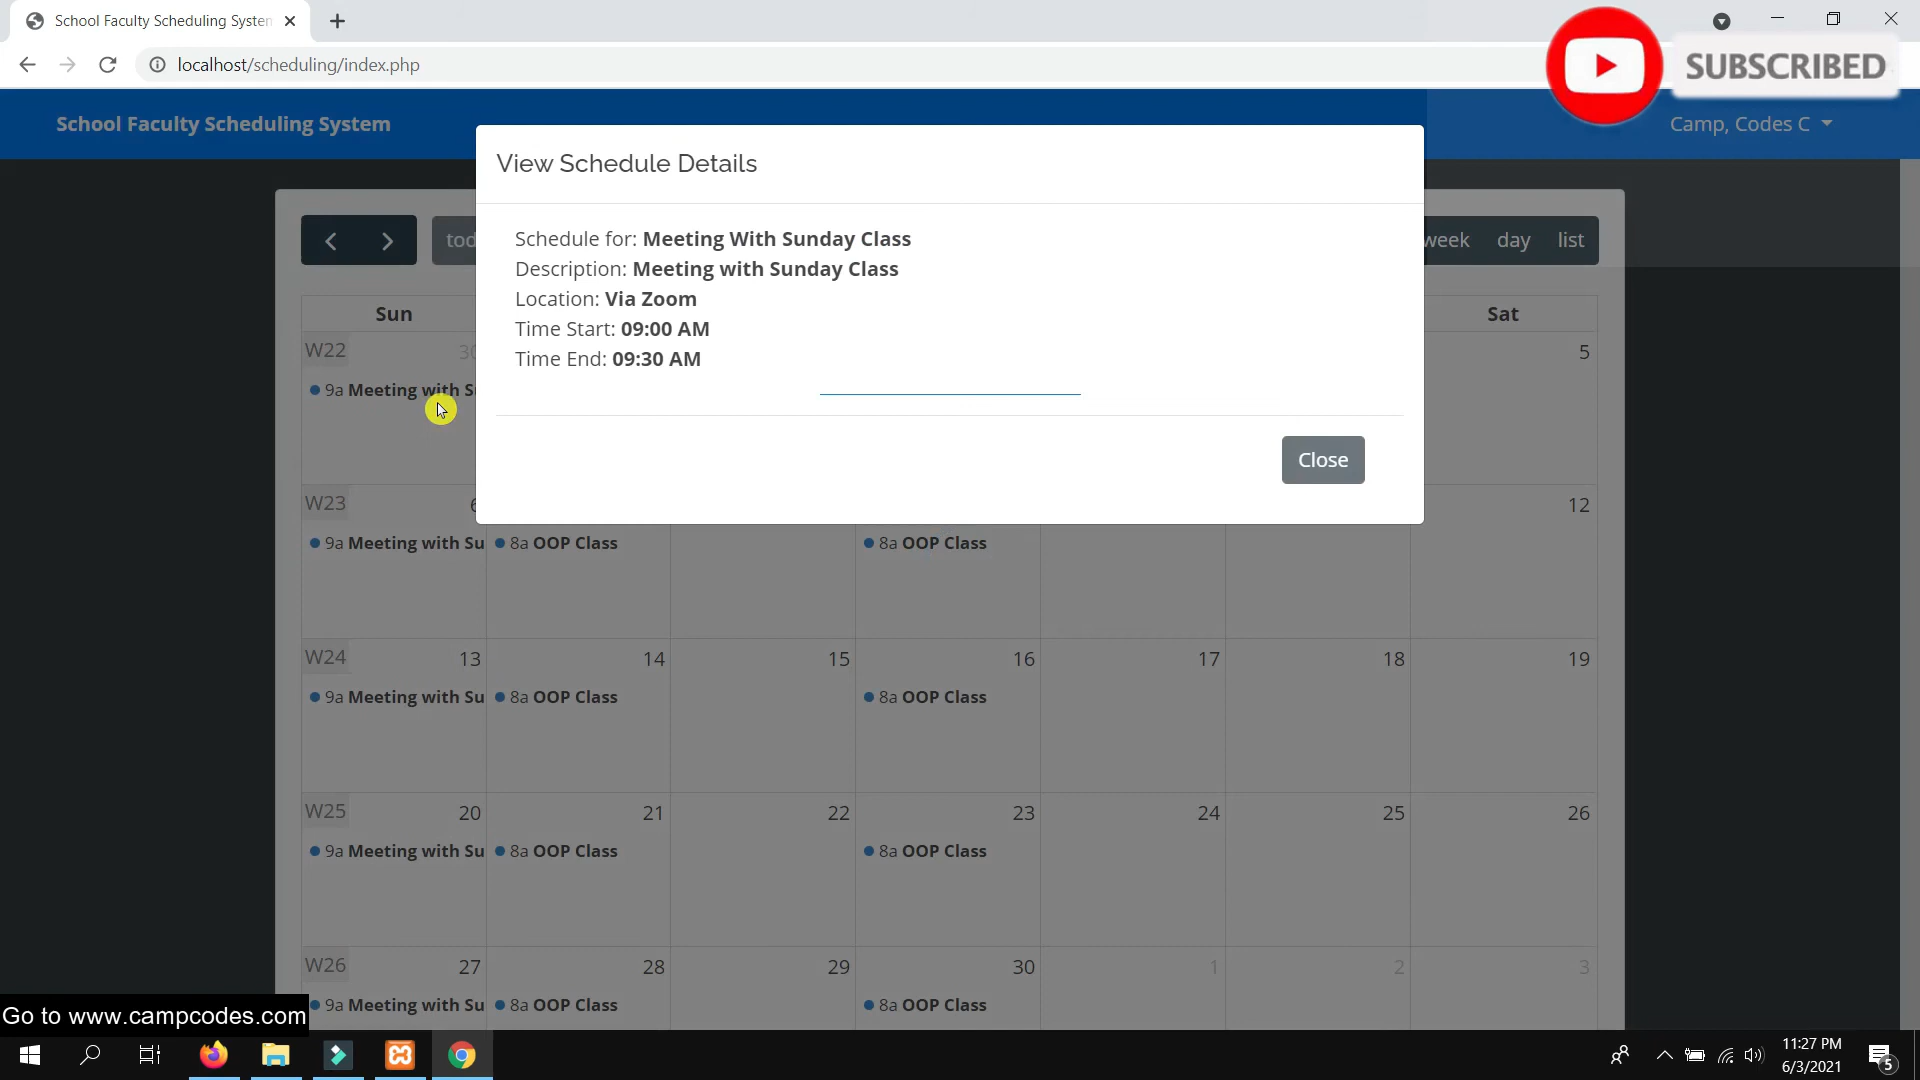 School Faculty Scheduling System
localhost/scheduling/index.php
SUBSCRIBED
School Faculty Scheduling System
Camp, Codes C
View Schedule Details
Schedule for: Meeting With Sunday Class
Description: Meeting with Sunday Class
Location: Via Zoom
Time Start: 09:00 AM
Time End: 09:30 AM
Close
tod
week day list
Sun Sat
W22 30 5
9a Meeting with Su
W23 6 12
9a Meeting with Su 8a OOP Class 8a OOP Class
W24 13 14 15 16 17 18 19
9a Meeting with Su 8a OOP Class 8a OOP Class
W25 20 21 22 23 24 25 26
9a Meeting with Su 8a OOP Class 8a OOP Class
W26 27 28 29 30 1 2 3
9a Meeting with Su 8a OOP Class 8a OOP Class
Go to www.campcodes.com
11:27 PM
6/3/2021
5